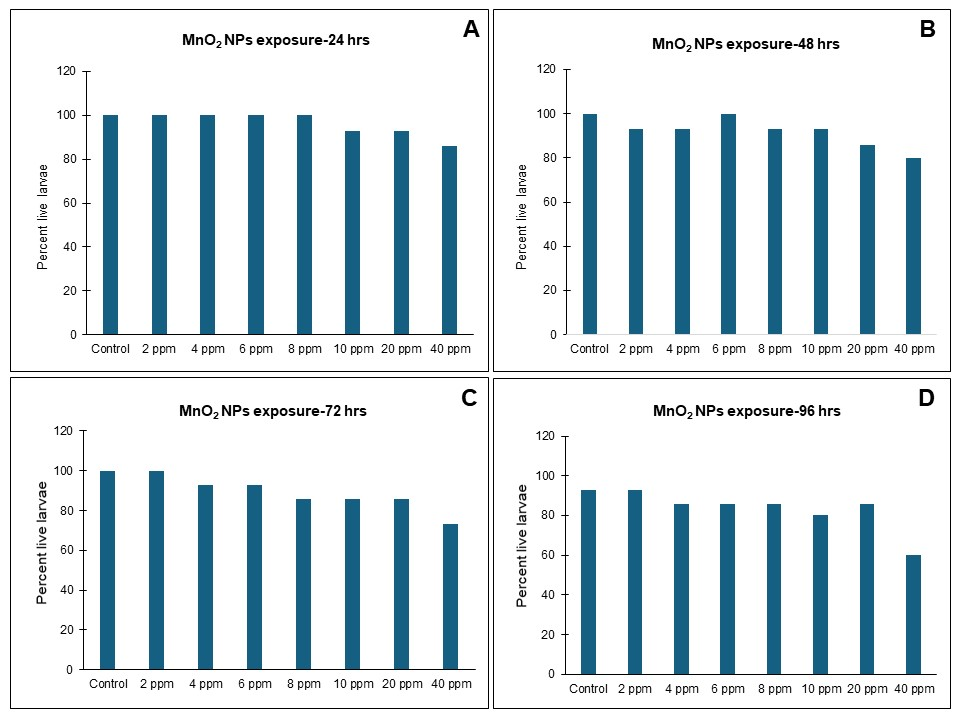 A
MnO₂ NPs exposure-24 hrs
120
100
80
60
40
20
0
Percent live larvae
Control 2 ppm 4 ppm 6 ppm 8 ppm 10 ppm 20 ppm 40 ppm
B
MnO₂ NPs exposure-48 hrs
120
100
80
60
40
20
0
Percent live larvae
Control 2 ppm 4 ppm 6 ppm 8 ppm 10 ppm 20 ppm 40 ppm
C
MnO₂ NPs exposure-72 hrs
120
100
80
60
40
20
0
Percent live larvae
Control 2 ppm 4 ppm 6 ppm 8 ppm 10 ppm 20 ppm 40 ppm
D
MnO₂ NPs exposure-96 hrs
120
100
80
60
40
20
0
Percent live larvae
Control 2 ppm 4 ppm 6 ppm 8 ppm 10 ppm 20 ppm 40 ppm